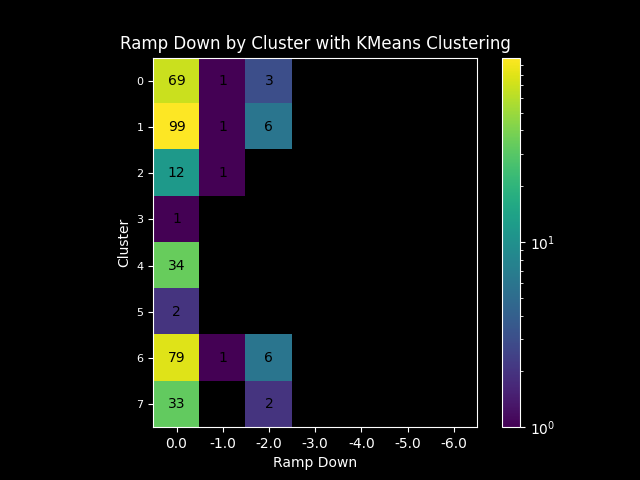 Ramp Down by Cluster with KMeans Clustering
0 69 1 3
1 99 1 6
2 12 1
3 1
4 34
5 2
6 79 1 6
7 33 2
Cluster
0.0 -1.0 -2.0 -3.0 -4.0 -5.0 -6.0
Ramp Down
10¹
10⁰